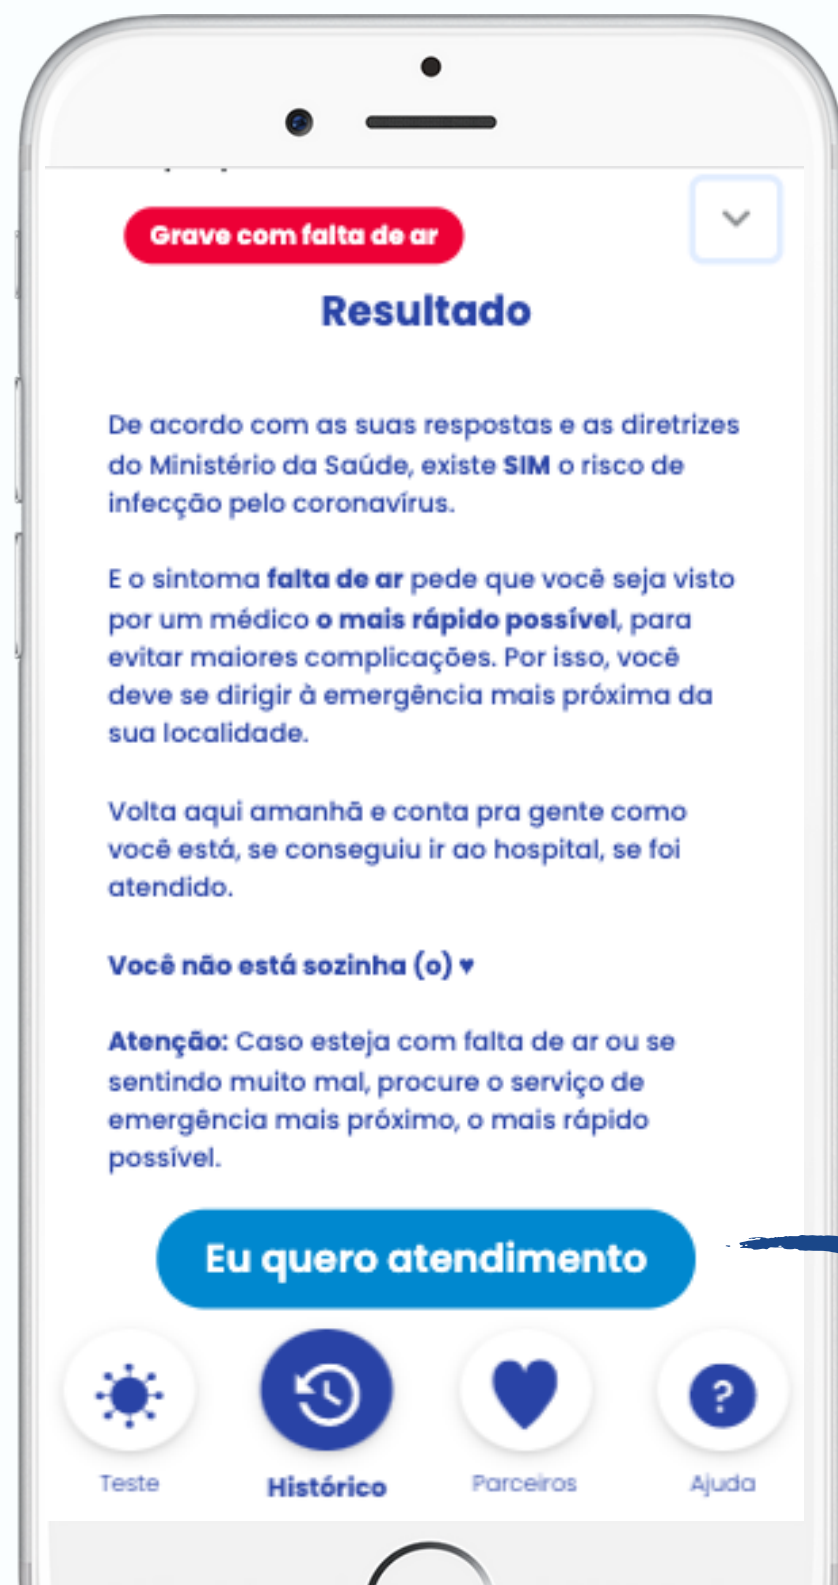 Grave com falta de ar
Resultado
De acordo com as suas respostas e as diretrizes
do Ministério da Saúde, existe SIM o risco de
infecção pelo coronavírus.
E o sintoma falta de ar pede que você seja visto
por um médico o mais rápido possível, para
evitar maiores complicações. Por isso, você
deve se dirigir à emergência mais próxima da
sua localidade.
Volta aqui amanhã e conta pra gente como
você está, se conseguiu ir ao hospital, se foi
atendido.
Você não está sozinha (o) ♥
Atenção: Caso esteja com falta de ar ou se
sentindo muito mal, procure o serviço de
emergência mais próximo, o mais rápido
possível.
Eu quero atendimento
?
Teste
Histórico
Parceiros
Ajuda